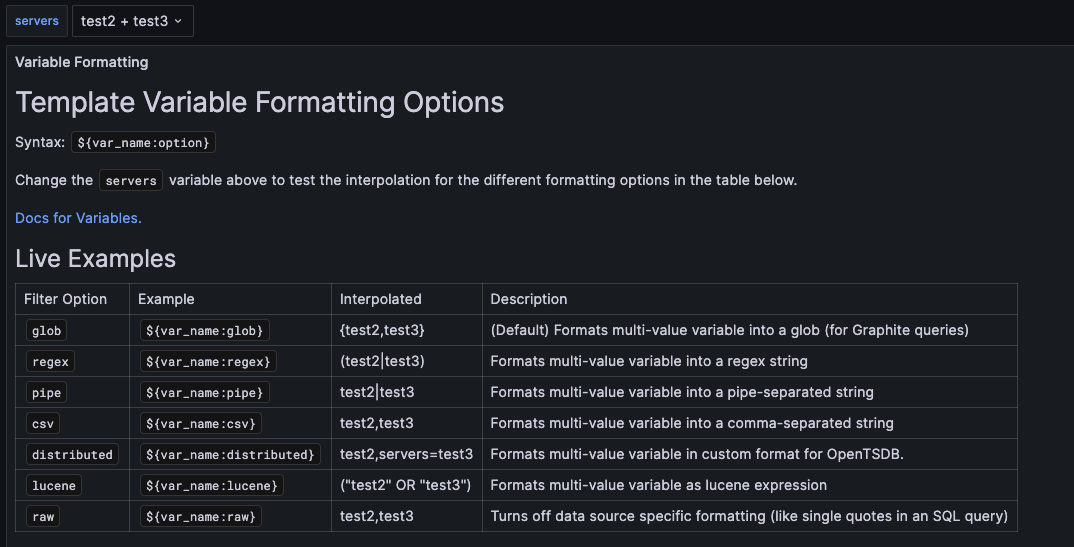 servers test2 + test3
Variable Formatting
Template Variable Formatting Options
Syntax: ${var_name:option}
Change the servers variable above to test the interpolation for the different formatting options in the table below.
Docs for Variables.
Live Examples
Filter Option Example Interpolated Description
glob ${var_name:glob} {test2,test3} (Default) Formats multi-value variable into a glob (for Graphite queries)
regex ${var_name:regex} (test2|test3) Formats multi-value variable into a regex string
pipe ${var_name:pipe} test2|test3 Formats multi-value variable into a pipe-separated string
csv ${var_name:csv} test2,test3 Formats multi-value variable into a comma-separated string
distributed ${var_name:distributed} test2,servers=test3 Formats multi-value variable in custom format for OpenTSDB.
lucene ${var_name:lucene} ("test2" OR "test3") Formats multi-value variable as lucene expression
raw ${var_name:raw} test2,test3 Turns off data source specific formatting (like single quotes in an SQL query)